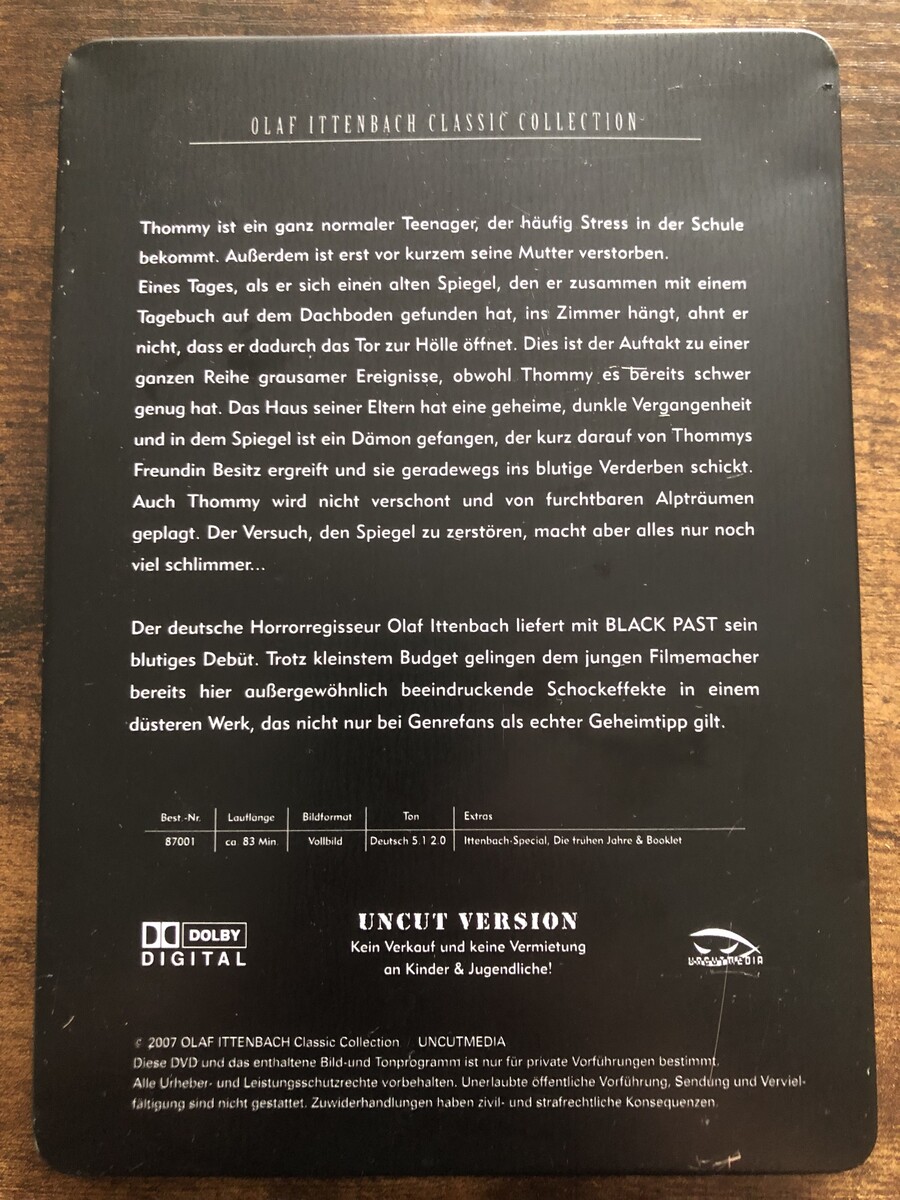 OLAF ITTENBACH CLASSIC COLLECTION
Thommy ist ein ganz normaler Teenager, der häufig Stress in der Schule
bekommt. Außerdem ist erst vor kurzem seine Mutter verstorben.
Eines Tages, als er sich einen alten Spiegel, den er zusammen mit einem
Tagebuch auf dem Dachboden gefunden hat, ins Zimmer hängt, ahnt er
nicht, dass er dadurch das Tor zur Hölle öffnet. Dies ist der Auftakt zu einer
ganzen Reihe grausamer Ereignisse, obwohl Thommy es bereits schwer
genug hat. Das Haus seiner Eltern hat eine geheime, dunkle Vergangenheit
und in dem Spiegel ist ein Dämon gefangen, der kurz darauf von Thommys
Freundin Besitz ergreift und sie geradewegs ins blutige Verderben schickt.
Auch Thommy wird nicht verschont und von furchtbaren Alpträumen
geplagt. Der Versuch, den Spiegel zu zerstören, macht aber alles nur noch
viel schlimmer...
Der deutsche Horrorregisseur Olaf Ittenbach liefert mit BLACK PAST sein
blutiges Debüt. Trotz kleinstem Budget gelingen dem jungen Filmemacher
bereits hier außergewöhnlich beeindruckende Schockeffekte in einem
düsteren Werk, das nicht nur bei Genrefans als echter Geheimtipp gilt.
Best.-Nr. Lauflänge Bildformat Ton Extras
87001 ca. 83 Min. Vollbild Deutsch 5.1 2.0 Ittenbach-Special, Die frühen Jahre & Booklet
DOLBY
DIGITAL
UNCUT VERSION
Kein Verkauf und keine Vermietung
an Kinder & Jugendliche!
UNCUTMEDIA
© 2007 OLAF ITTENBACH Classic Collection / UNCUTMEDIA
Diese DVD und das enthaltene Bild-und Tonprogramm ist nur für private Vorführungen bestimmt.
Alle Urheber- und Leistungsschutzrechte vorbehalten. Unerlaubte öffentliche Vorführung, Sendung und Verviel-
fältigung sind nicht gestattet. Zuwiderhandlungen haben zivil- und strafrechtliche Konsequenzen.